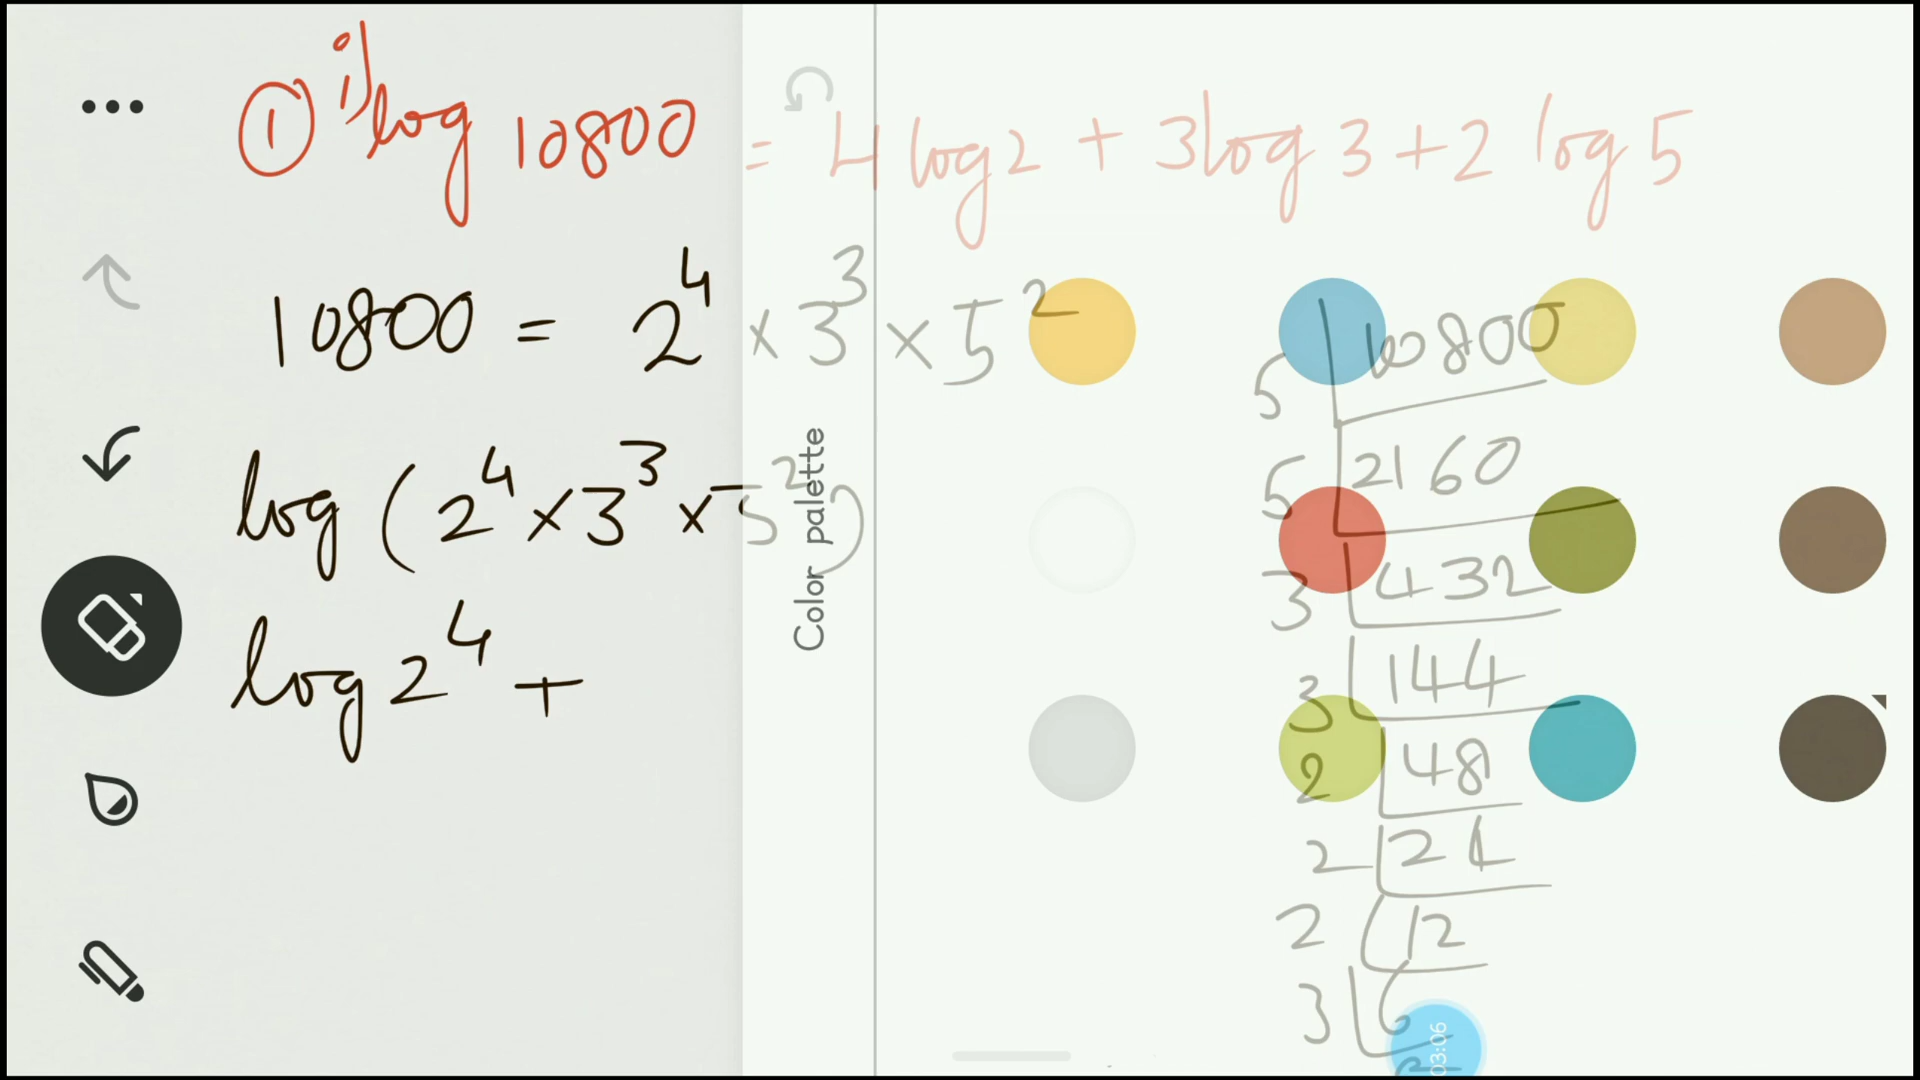 ① i) log 10800 = 4 log 2 + 3 log 3 + 2 log 5
10800 = 2⁴ × 3³ × 5²
log (2⁴ × 3³ × 5²)
log 2⁴ +
Color palette
5 10800
5 2160
3 432
3 144
2 48
2 24
2 12
3 6
03:06